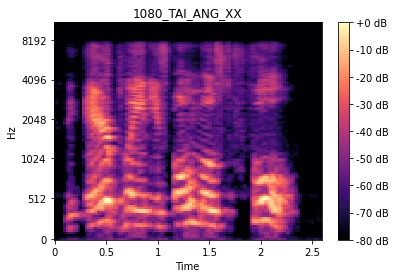 1080_TAI_ANG_XX
+0 dB
8192
-10 dB
4096
-20 dB
-30 dB
2048
-40 dB
Hz
1024
-50 dB
-60 dB
512
-70 dB
0
-80 dB
0 0.5 1 1.5 2 2.5
Time